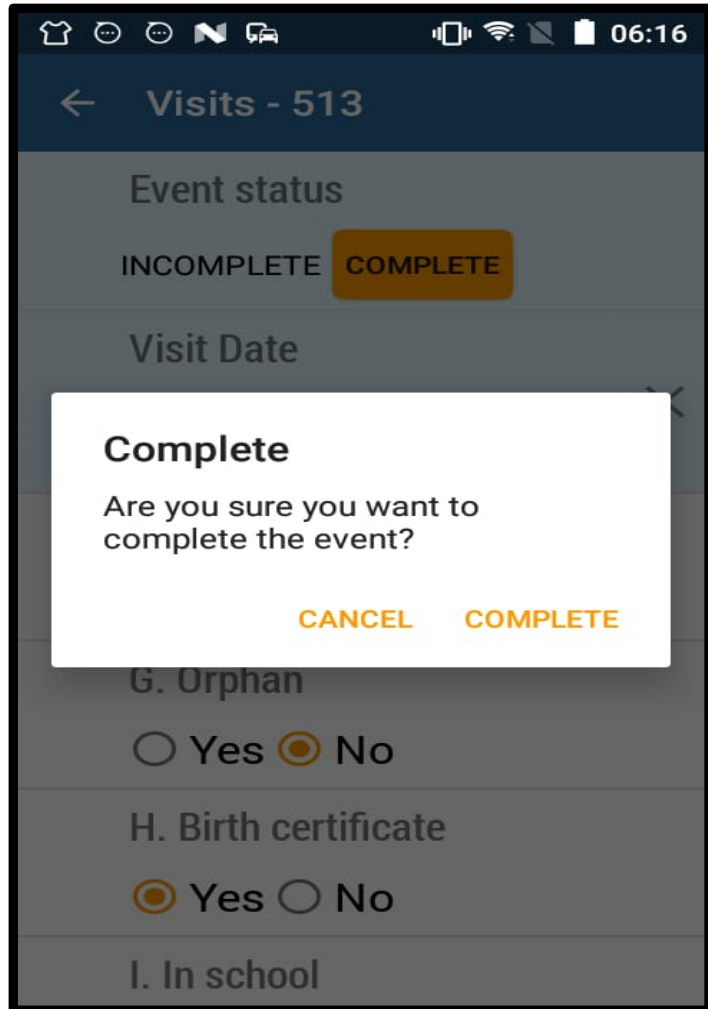 06:16
Visits - 513
Event status
INCOMPLETE COMPLETE
Visit Date
Complete
Are you sure you want to
complete the event?
CANCEL COMPLETE
G. Orphan
Yes No
H. Birth certificate
Yes No
I. In school